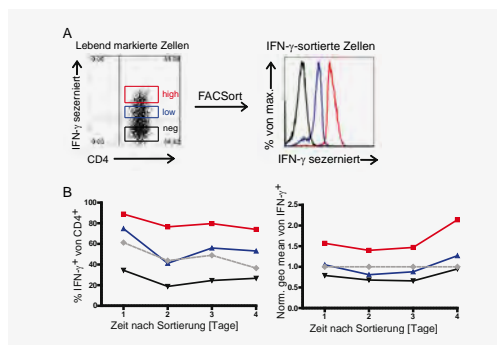 A
Lebend markierte Zellen
IFN-γ sezerniert
high
low
neg
CD4
FACSort
IFN-γ-sortierte Zellen
% von max.
IFN-γ sezerniert
B
% IFN-γ+ von CD4+
100
80
60
40
20
0
1 2 3 4
Zeit nach Sortierung [Tage]
Norm. geo mean von IFN-γ+
2.5
2.0
1.5
1.0
0.5
0.0
1 2 3 4
Zeit nach Sortierung [Tage]